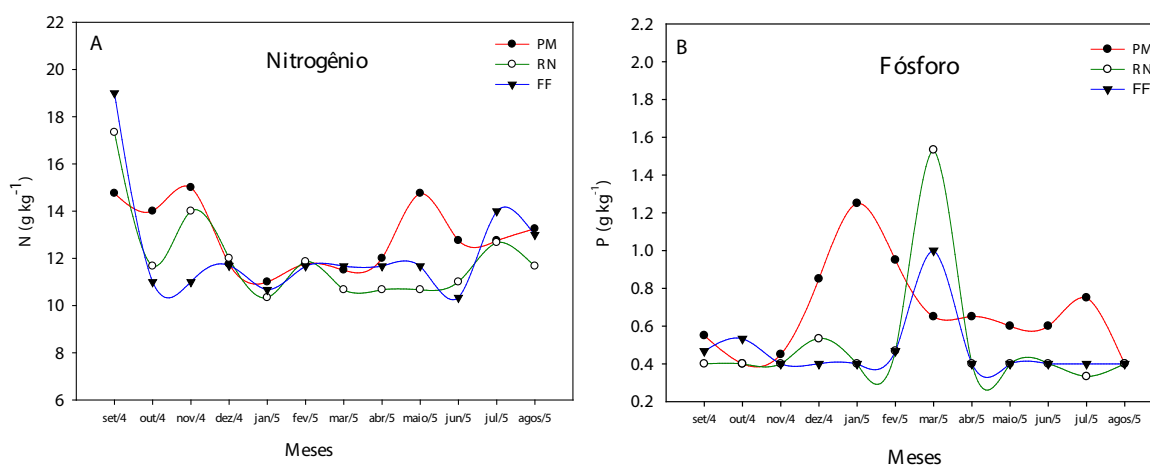 A
Nitrogênio
PM
RN
FF
22
20
18
16
14
12
10
8
6
N (g kg-1)
set/4 out/4 nov/4 dez/4 jan/5 fev/5 mar/5 abr/5 maio/5 jun/5 jul/5 agos/5
Meses
B
Fósforo
PM
RN
FF
2.2
2.0
1.8
1.6
1.4
1.2
1.0
0.8
0.6
0.4
0.2
P (g kg-1)
set/4 out/4 nov/4 dez/4 jan/5 fev/5 mar/5 abr/5 maio/5 jun/5 jul/5 agos/5
Meses